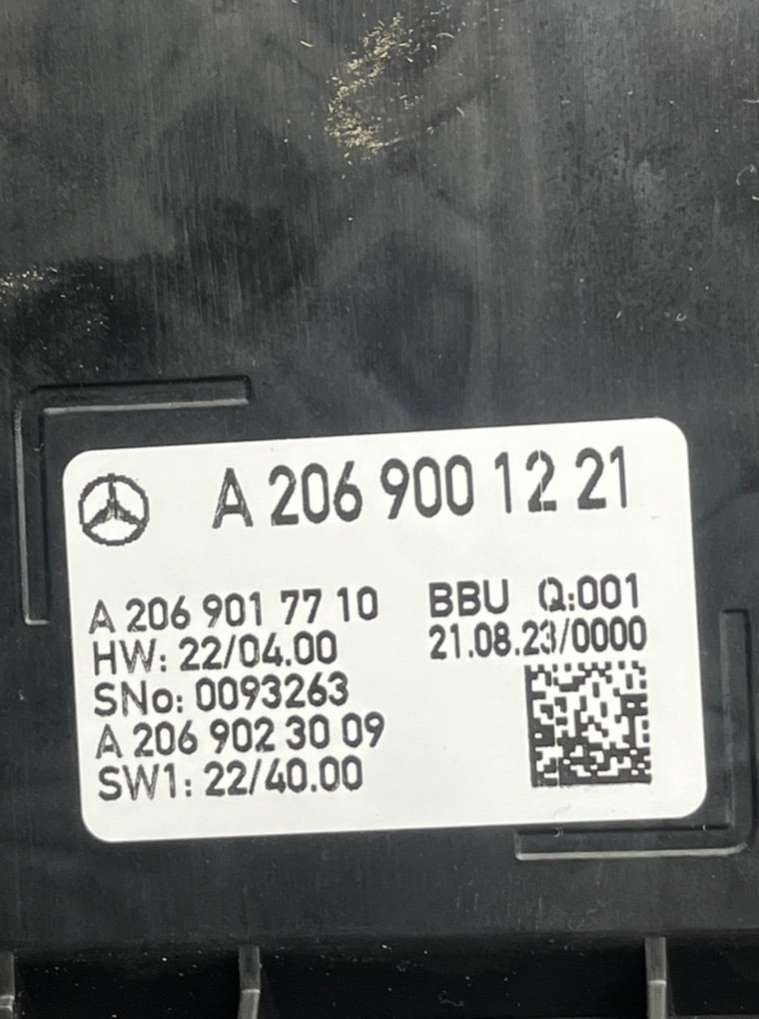 A 206 900 12 21
A 206 901 77 10 BBU Q:001
HW: 22/04.00 21.08.23/0000
SNo: 0093263
A 206 902 30 09
SW1: 22/40.00